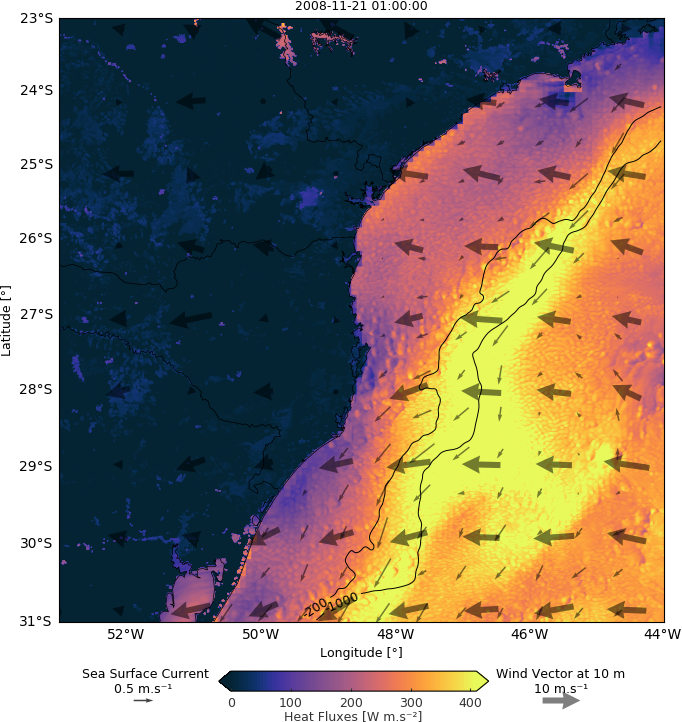 2008-11-21 01:00:00
23°S
24°S
25°S
26°S
27°S
28°S
29°S
30°S
31°S
Latitude [°]
-200
-1000
52°W 50°W 48°W 46°W 44°W
Longitude [°]
Sea Surface Current
0.5 m.s⁻¹
Wind Vector at 10 m
10 m.s⁻¹
0 100 200 300 400
Heat Fluxes [W m.s⁻²]